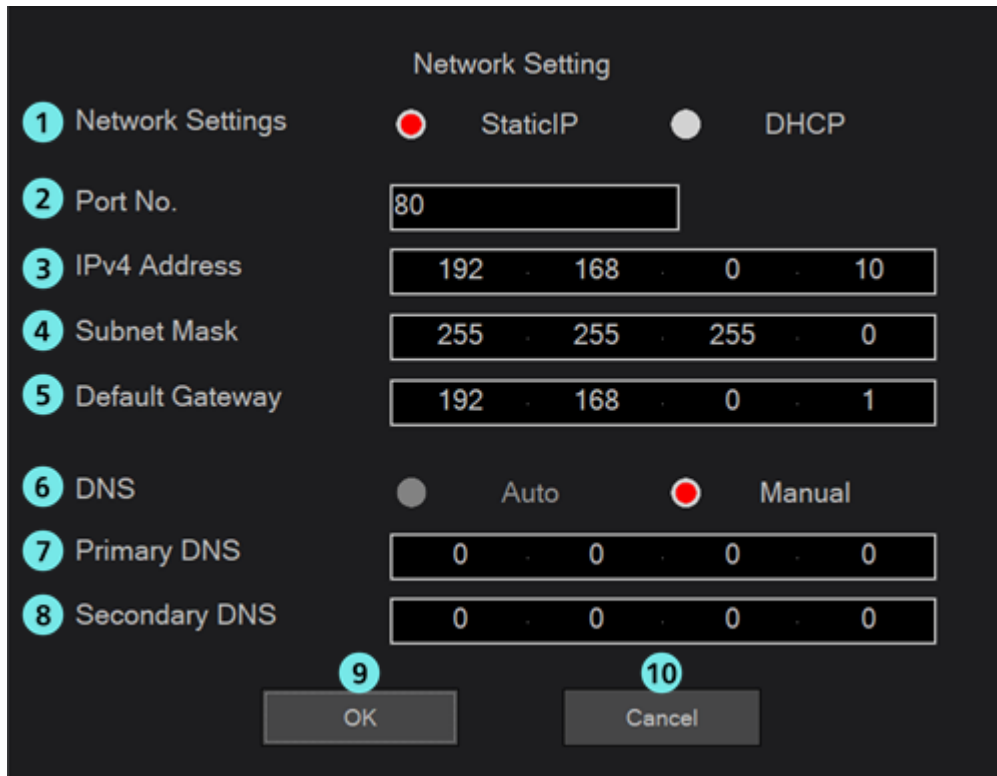 Network Setting
1 Network Settings StaticIP DHCP
2 Port No. 80
3 IPv4 Address 192 . 168 . 0 . 10
4 Subnet Mask 255 . 255 . 255 . 0
5 Default Gateway 192 . 168 . 0 . 1
6 DNS Auto Manual
7 Primary DNS 0 . 0 . 0 . 0
8 Secondary DNS 0 . 0 . 0 . 0
9 10
OK Cancel